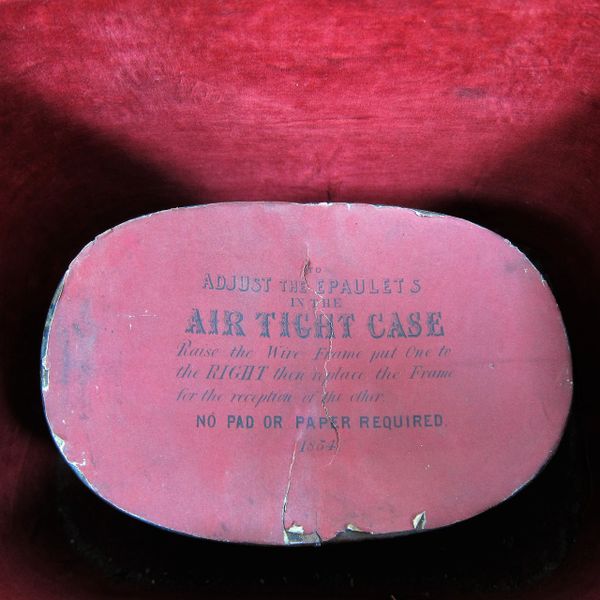 TO
ADJUST THE EPAULETS
IN THE
AIR TIGHT CASE
Raise the Wire Frame put One to
the RIGHT then replace the Frame
for the reception of the other.
NO PAD OR PAPER REQUIRED.
1854